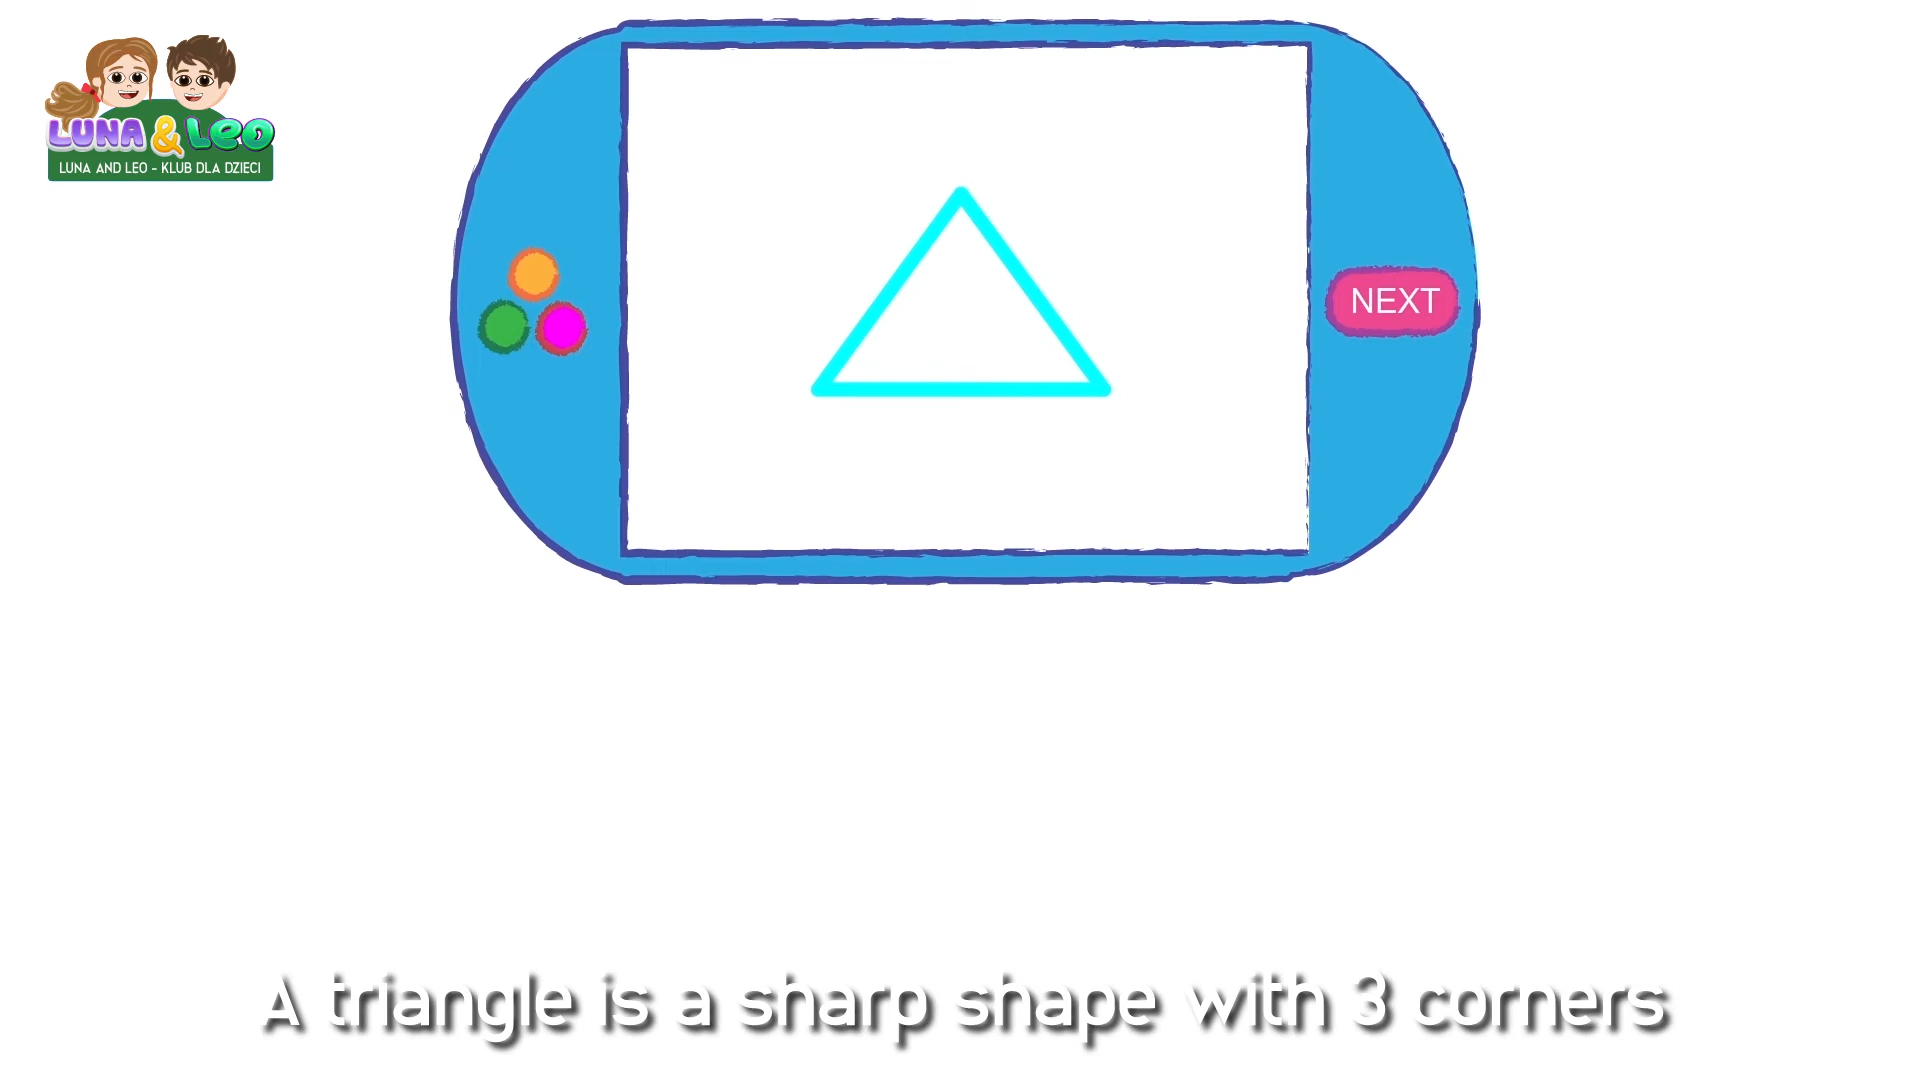 LUNA & LEO
LUNA AND LEO - KLUB DLA DZIECI
NEXT
A triangle is a sharp shape with 3 corners